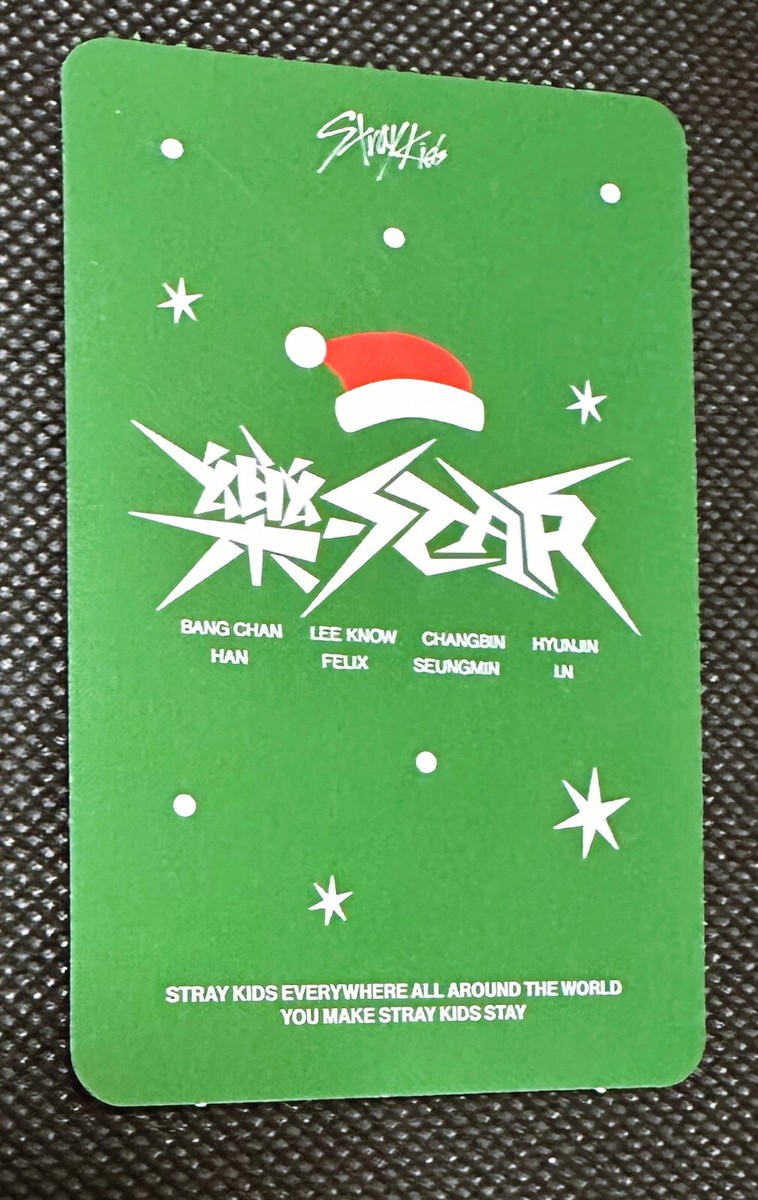 Stray Kids
樂-STAR
BANG CHAN LEE KNOW CHANGBIN HYUNJIN
HAN FELIX SEUNGMIN I.N
STRAY KIDS EVERYWHERE ALL AROUND THE WORLD
YOU MAKE STRAY KIDS STAY